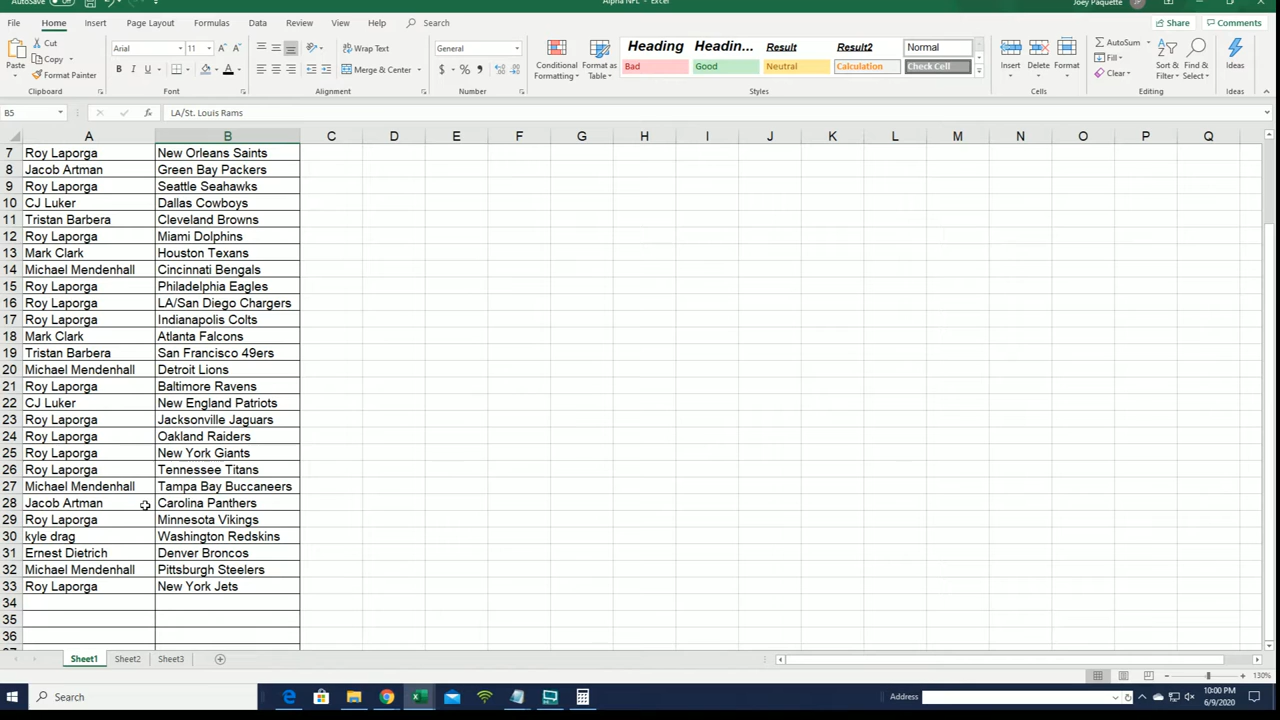 AutoSave Off Alpha NFL - Excel Joey Paquette JP
File Home Insert Page Layout Formulas Data Review View Help Search Share Comments
Paste Cut Copy Format Painter Clipboard
Arial 11 A A B I U A Font
Wrap Text Merge & Center Alignment
General $ % , Number
Conditional Formatting Format as Table
Heading Headin... Result Result2 Normal
Bad Good Neutral Calculation Check Cell
Styles
Insert Delete Format Cells
AutoSum Fill Clear Sort & Filter Find & Select Editing
Ideas Ideas
B5 fx LA/St. Louis Rams
A B C D E F G H I J K L M N O P Q
7 Roy Laporga New Orleans Saints
8 Jacob Artman Green Bay Packers
9 Roy Laporga Seattle Seahawks
10 CJ Luker Dallas Cowboys
11 Tristan Barbera Cleveland Browns
12 Roy Laporga Miami Dolphins
13 Mark Clark Houston Texans
14 Michael Mendenhall Cincinnati Bengals
15 Roy Laporga Philadelphia Eagles
16 Roy Laporga LA/San Diego Chargers
17 Roy Laporga Indianapolis Colts
18 Mark Clark Atlanta Falcons
19 Tristan Barbera San Francisco 49ers
20 Michael Mendenhall Detroit Lions
21 Roy Laporga Baltimore Ravens
22 CJ Luker New England Patriots
23 Roy Laporga Jacksonville Jaguars
24 Roy Laporga Oakland Raiders
25 Roy Laporga New York Giants
26 Roy Laporga Tennessee Titans
27 Michael Mendenhall Tampa Bay Buccaneers
28 Jacob Artman Carolina Panthers
29 Roy Laporga Minnesota Vikings
30 kyle drag Washington Redskins
31 Ernest Dietrich Denver Broncos
32 Michael Mendenhall Pittsburgh Steelers
33 Roy Laporga New York Jets
34
35
36
Sheet1 Sheet2 Sheet3
130%
Search Address 10:00 PM
6/9/2020